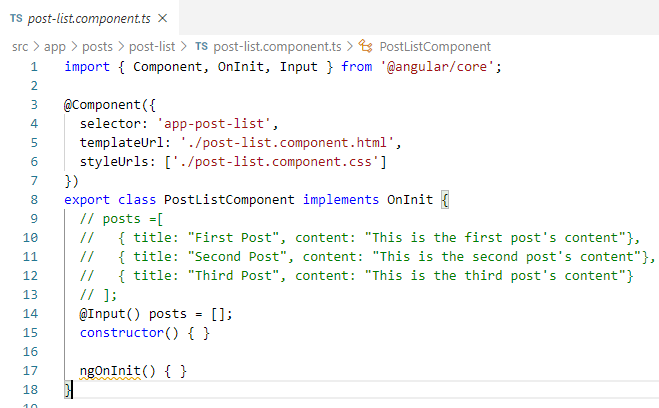 TS post-list.component.ts ×
src > app > posts > post-list > TS post-list.component.ts > PostListComponent
1 import { Component, OnInit, Input } from '@angular/core';
2
3 @Component({
4   selector: 'app-post-list',
5   templateUrl: './post-list.component.html',
6   styleUrls: ['./post-list.component.css']
7 })
8 export class PostListComponent implements OnInit {
9   // posts =[
10   //   { title: "First Post", content: "This is the first post's content"},
11   //   { title: "Second Post", content: "This is the second post's content"},
12   //   { title: "Third Post", content: "This is the third post's content"}
13   // ];
14   @Input() posts = [];
15   constructor() { }
16
17   ngOnInit() { }
18 }
19